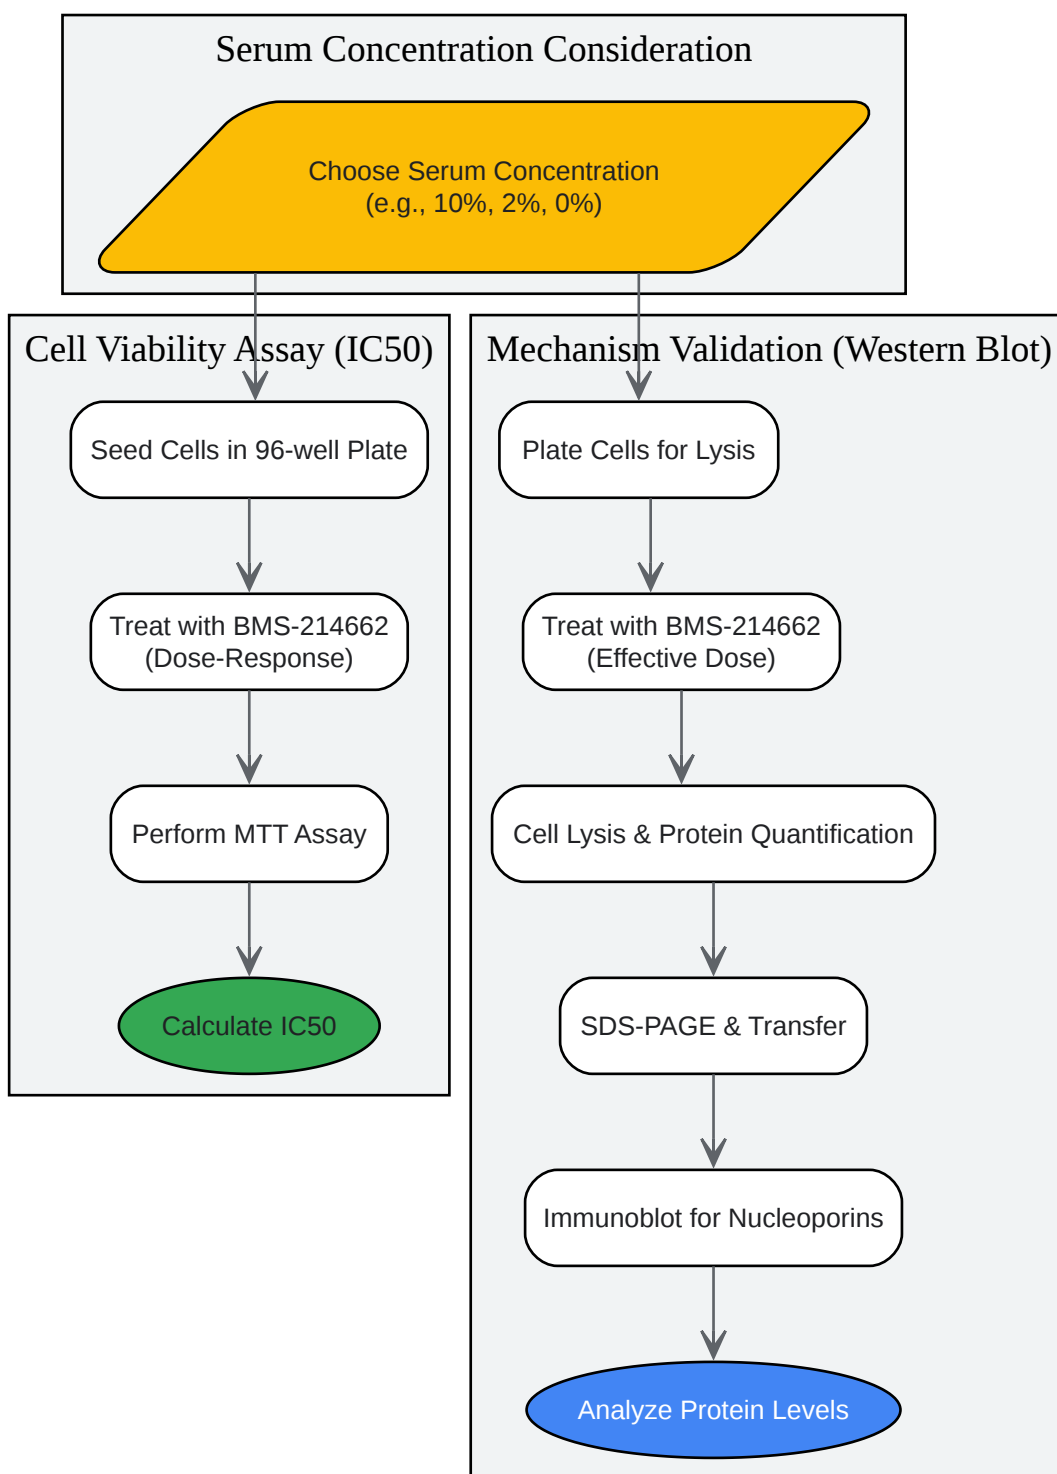 Serum Concentration Consideration
Choose Serum Concentration
(e.g., 10%, 2%, 0%)
Cell Viability Assay (IC50)
Seed Cells in 96-well Plate
Treat with BMS-214662
(Dose-Response)
Perform MTT Assay
Calculate IC50
Mechanism Validation (Western Blot)
Plate Cells for Lysis
Treat with BMS-214662
(Effective Dose)
Cell Lysis & Protein Quantification
SDS-PAGE & Transfer
Immunoblot for Nucleoporins
Analyze Protein Levels